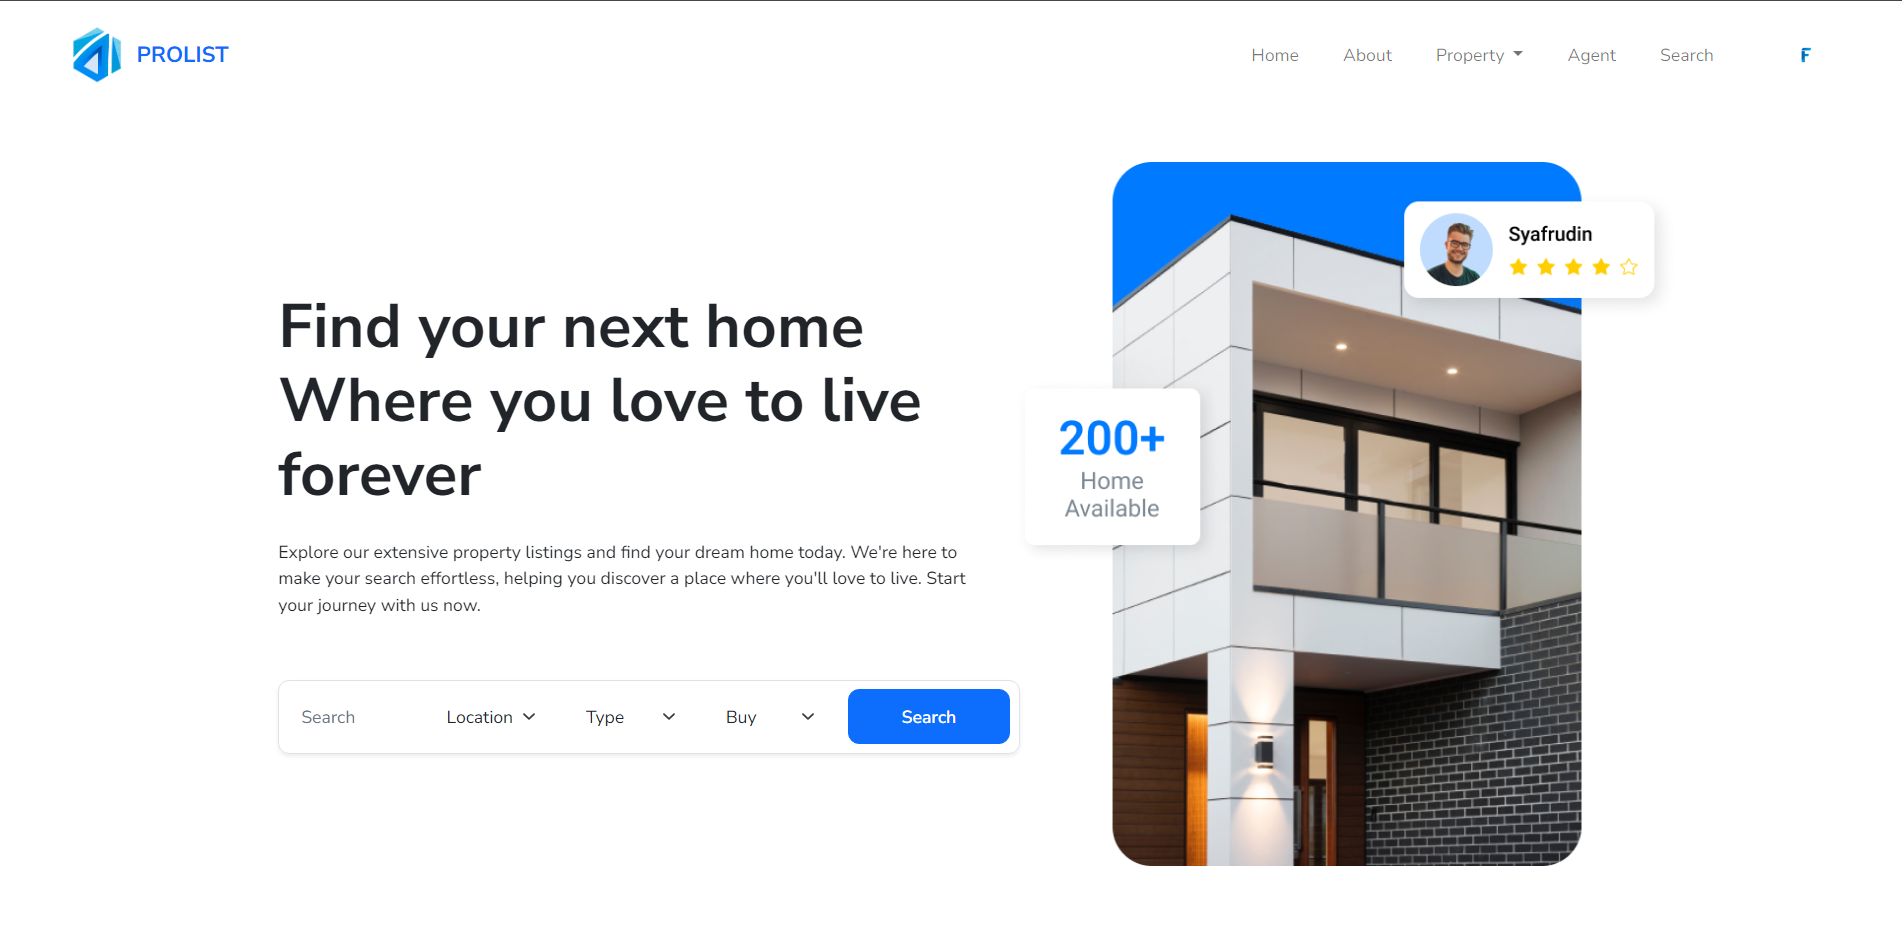 PROLIST
Home About Property Agent Search F
Find your next home
Where you love to live
forever
Explore our extensive property listings and find your dream home today. We're here to
make your search effortless, helping you discover a place where you'll love to live. Start
your journey with us now.
Search Location Type Buy Search
Syafrudin
200+
Home
Available